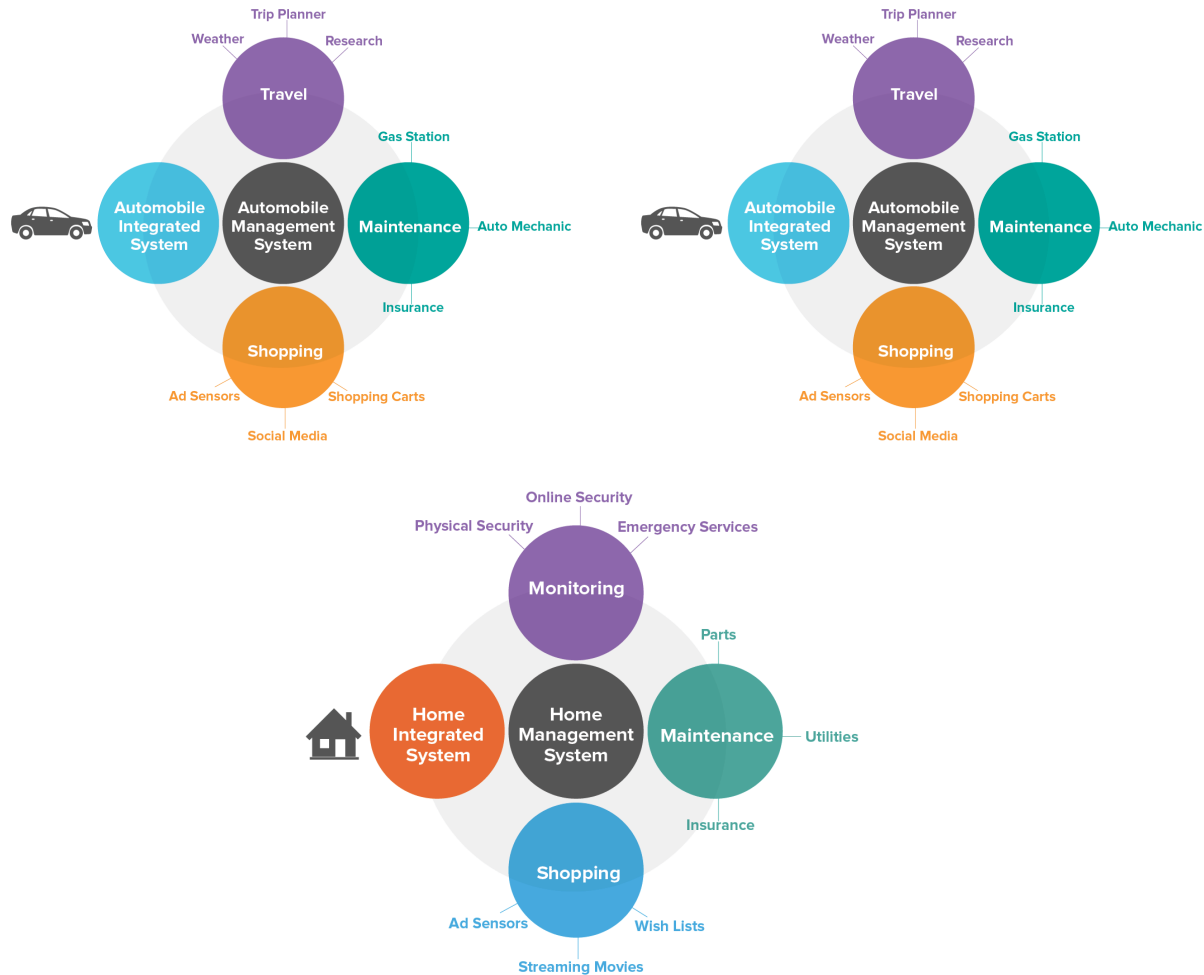 Trip Planner
Weather
Research
Travel
Gas Station
Automobile
Integrated
System
Automobile
Management
System
Maintenance
Auto Mechanic
Insurance
Shopping
Ad Sensors
Shopping Carts
Social Media
Trip Planner
Weather
Research
Travel
Gas Station
Automobile
Integrated
System
Automobile
Management
System
Maintenance
Auto Mechanic
Insurance
Shopping
Ad Sensors
Shopping Carts
Social Media
Online Security
Physical Security
Emergency Services
Monitoring
Parts
Home
Integrated
System
Home
Management
System
Maintenance
Utilities
Insurance
Shopping
Ad Sensors
Wish Lists
Streaming Movies